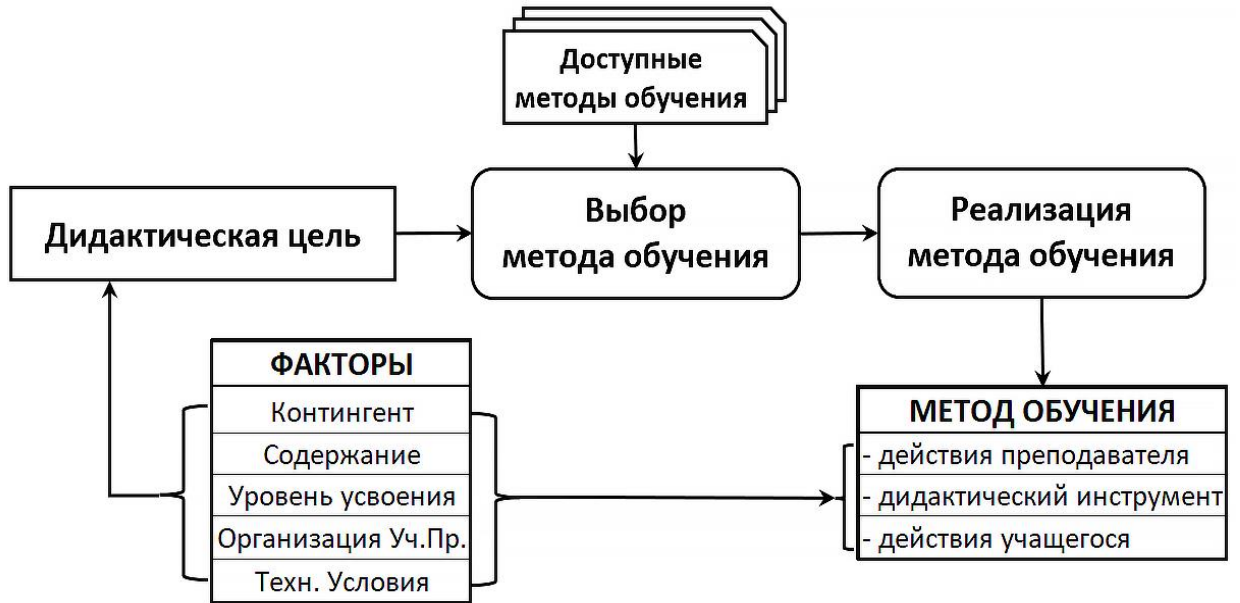 Доступные
методы обучения
Дидактическая цель
Выбор
метода обучения
Реализация
метода обучения
ФАКТОРЫ
Контингент
Содержание
Уровень усвоения
Организация Уч.Пр.
Техн. Условия
МЕТОД ОБУЧЕНИЯ
- действия преподавателя
- дидактический инструмент
- действия учащегося